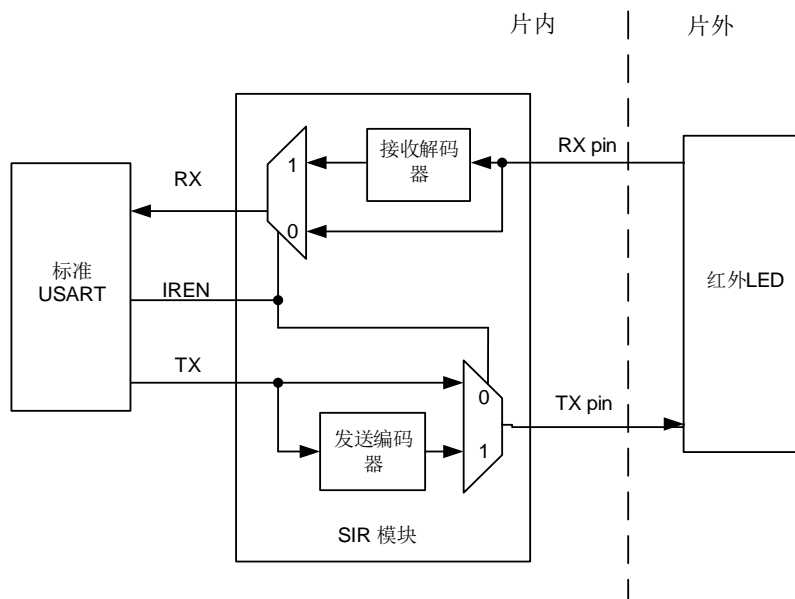 片内
片外
接收解码
器
RX pin
1
RX
0
标准
USART
IREN
红外LED
TX
0
TX pin
发送编码
器
1
SIR 模块